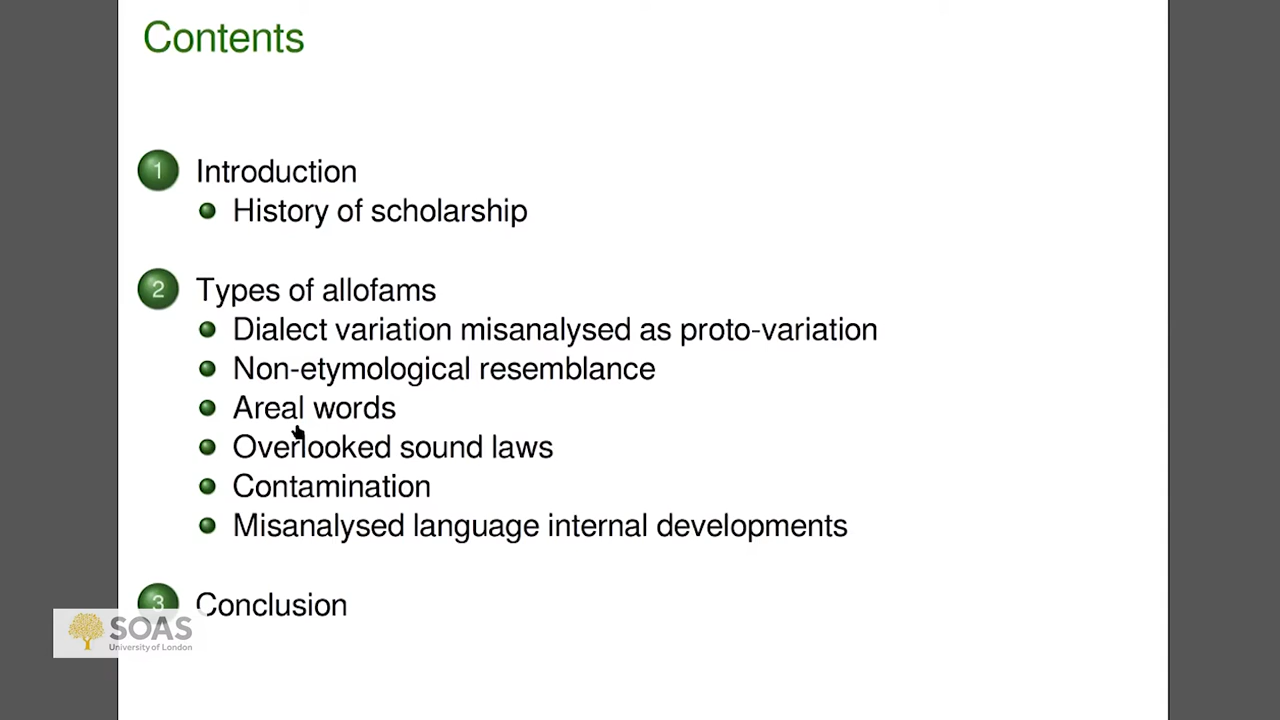 Contents
1 Introduction
History of scholarship
2 Types of allofams
Dialect variation misanalysed as proto-variation
Non-etymological resemblance
Areal words
Overlooked sound laws
Contamination
Misanalysed language internal developments
3 Conclusion
SOAS
University of London